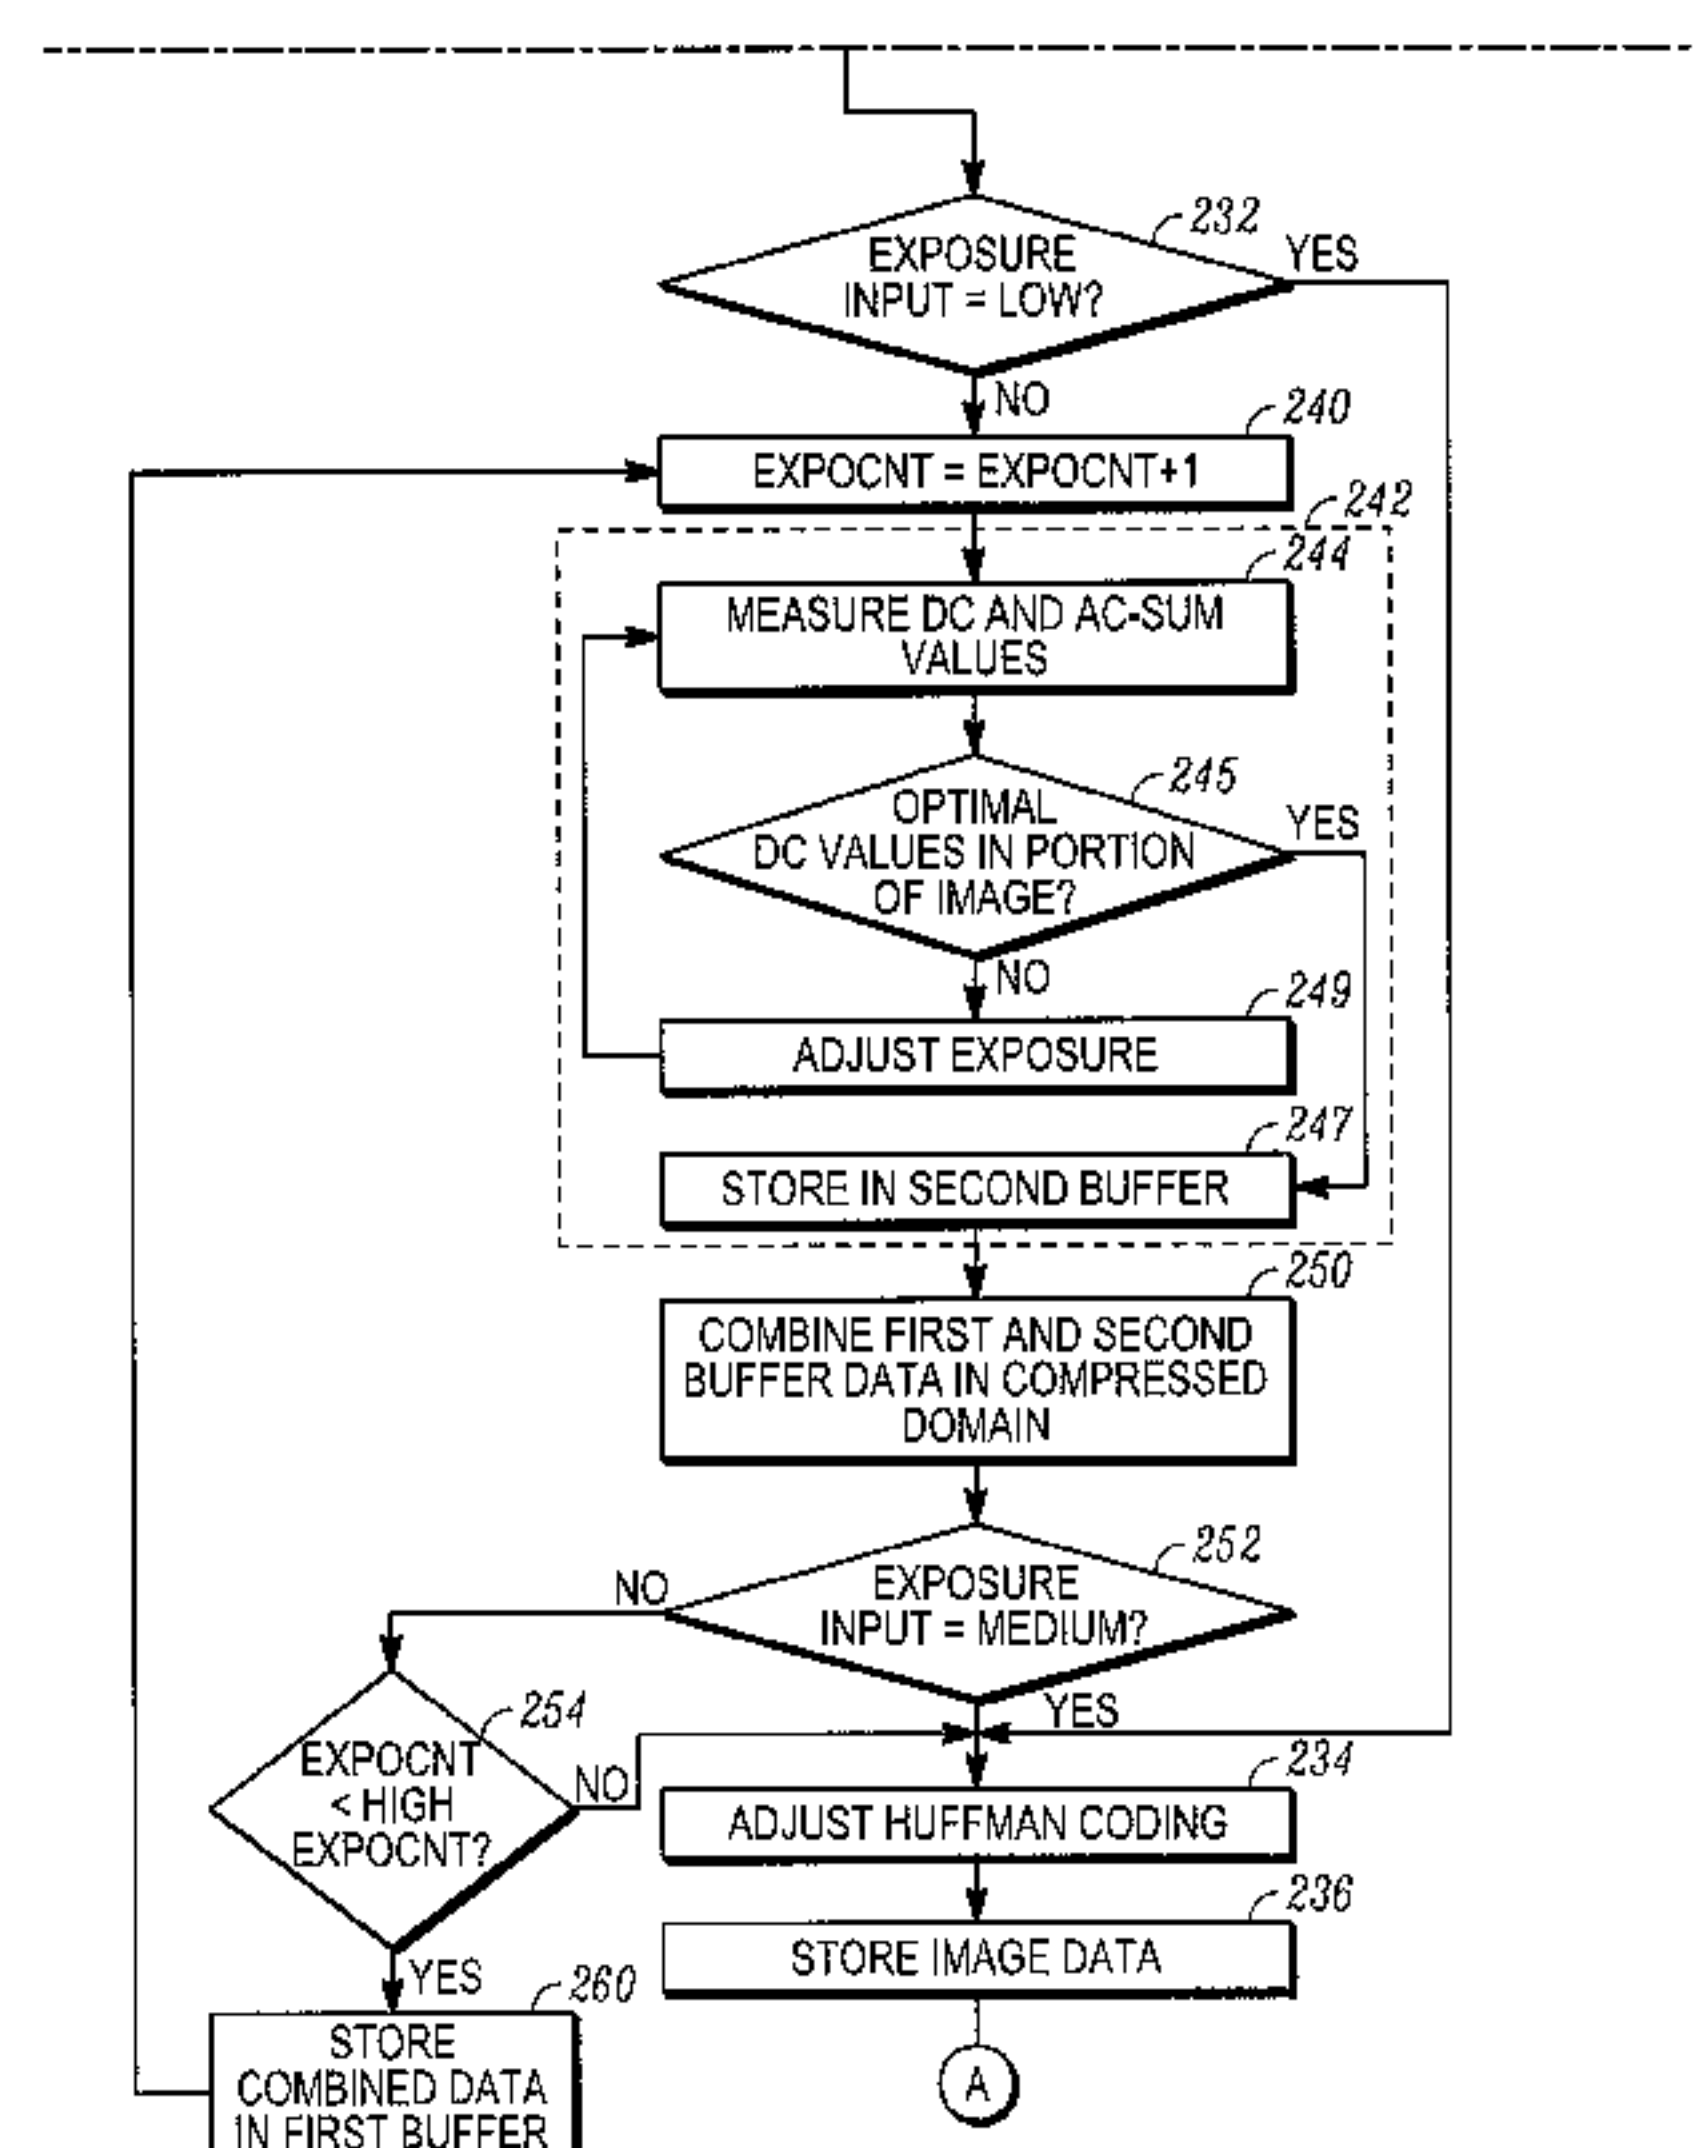 232
EXPOSURE
INPUT = LOW?
YES
NO
240
EXPOCNT = EXPOCNT+1
242
244
MEASURE DC AND AC-SUM
VALUES
245
OPTIMAL
DC VALUES IN PORTION
OF IMAGE?
YES
NO
249
ADJUST EXPOSURE
247
STORE IN SECOND BUFFER
250
COMBINE FIRST AND SECOND
BUFFER DATA IN COMPRESSED
DOMAIN
252
EXPOSURE
INPUT = MEDIUM?
NO
YES
254
EXPOCNT
< HIGH
EXPOCNT?
NO
234
ADJUST HUFFMAN CODING
236
STORE IMAGE DATA
YES
260
STORE
COMBINED DATA
IN FIRST BUFFER
A